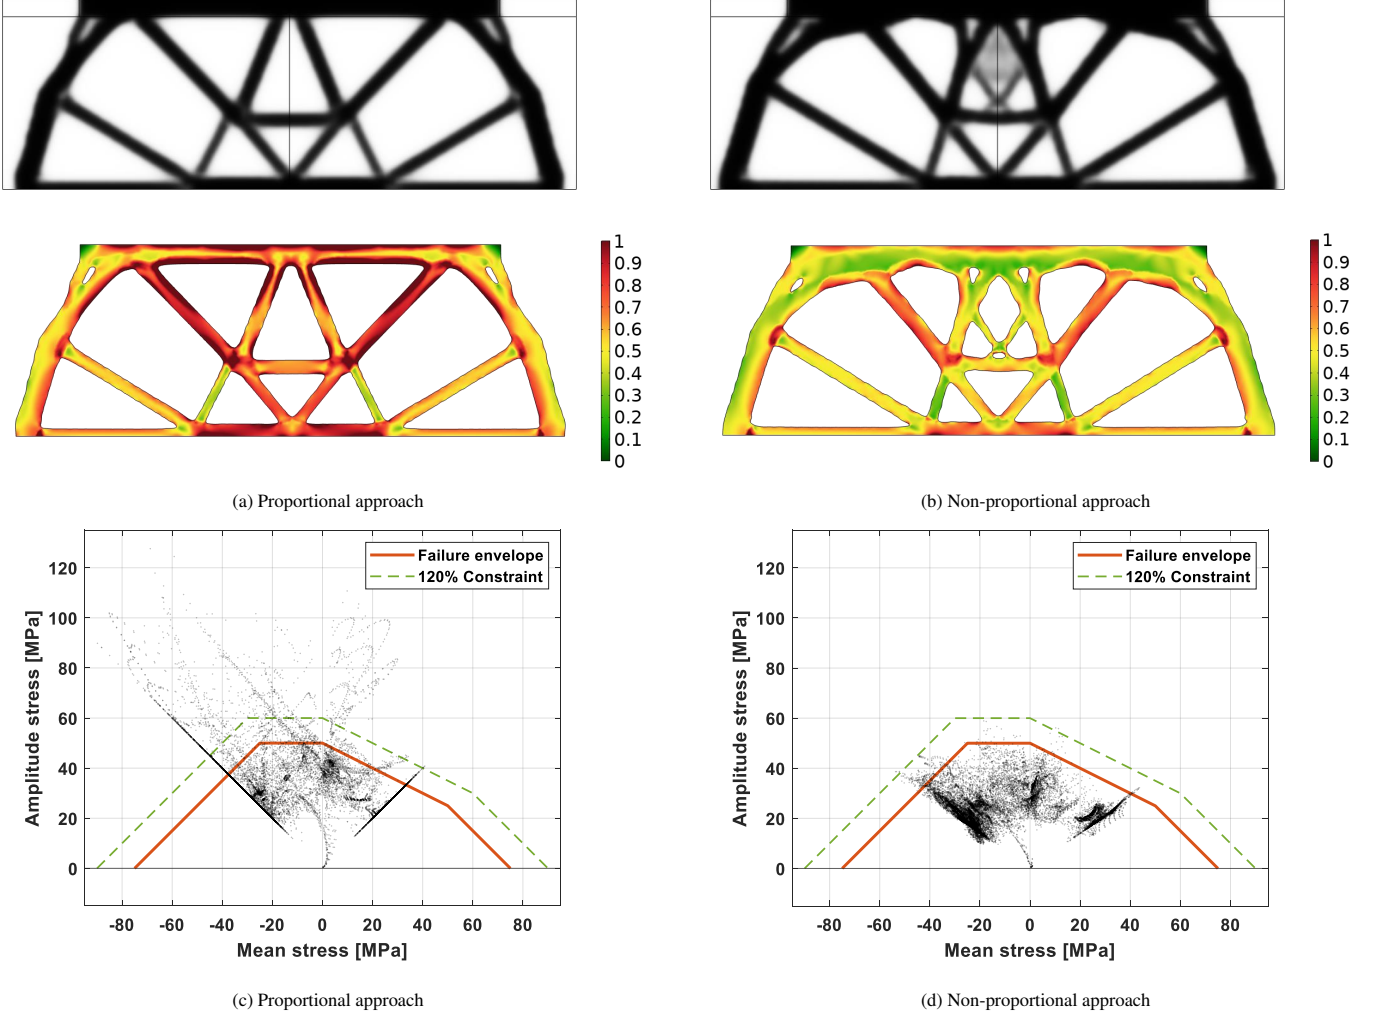 1
0.9
0.8
0.7
0.6
0.5
0.4
0.3
0.2
0.1
0
1
0.9
0.8
0.7
0.6
0.5
0.4
0.3
0.2
0.1
0
(a) Proportional approach
(b) Non-proportional approach
Failure envelope
120% Constraint
120
100
80
60
40
20
0
Amplitude stress [MPa]
-80 -60 -40 -20 0 20 40 60 80
Mean stress [MPa]
Failure envelope
120% Constraint
120
100
80
60
40
20
0
Amplitude stress [MPa]
-80 -60 -40 -20 0 20 40 60 80
Mean stress [MPa]
(c) Proportional approach
(d) Non-proportional approach